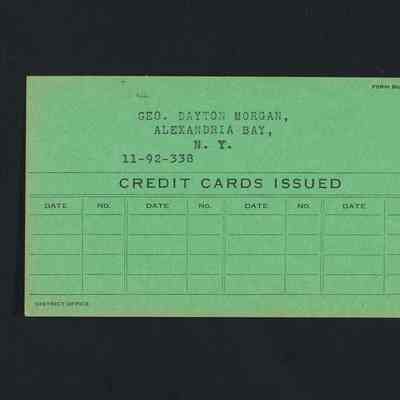 FORM
GEO. DAYTON MORGAN,
ALEXANDRIA BAY,
N. Y.
11-92-338
CREDIT CARDS ISSUED
DATE NO. DATE NO. DATE NO. DATE
DISTRICT OFFICE